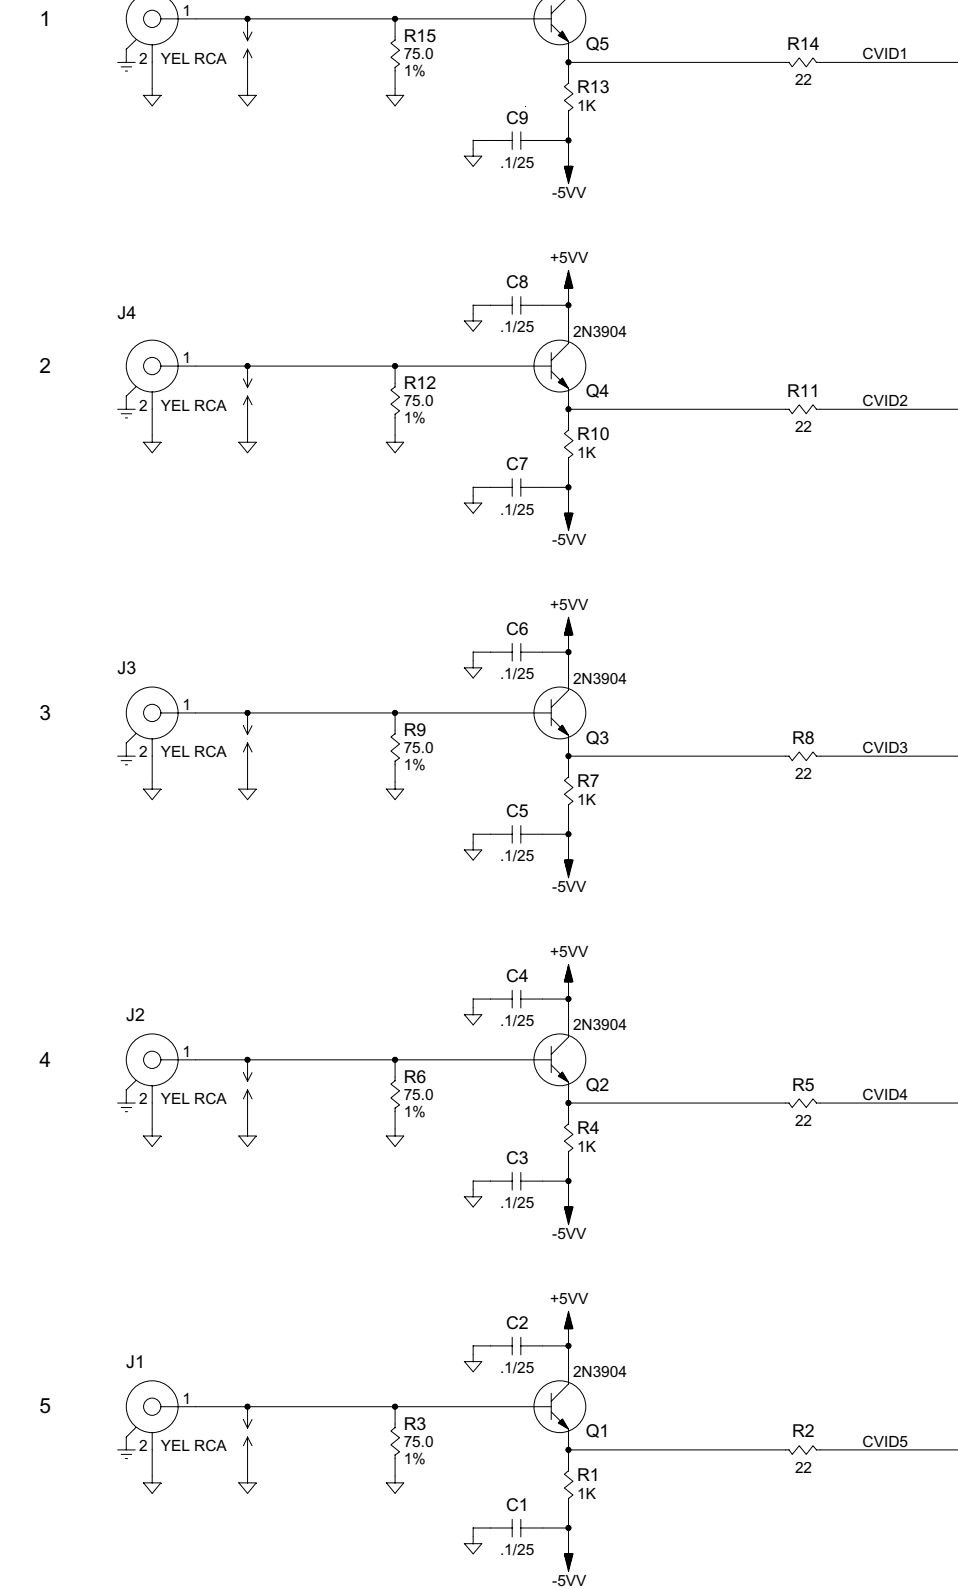 1
1
2 YEL RCA
R15
75.0
1%
Q5
R14
22
CVID1
R13
1K
C9
.1/25
-5VV
+5VV
C8
.1/25
J4
2N3904
2
1
2 YEL RCA
R12
75.0
1%
Q4
R11
22
CVID2
R10
1K
C7
.1/25
-5VV
+5VV
C6
.1/25
J3
2N3904
3
1
2 YEL RCA
R9
75.0
1%
Q3
R8
22
CVID3
R7
1K
C5
.1/25
-5VV
+5VV
C4
.1/25
J2
2N3904
4
1
2 YEL RCA
R6
75.0
1%
Q2
R5
22
CVID4
R4
1K
C3
.1/25
-5VV
+5VV
C2
.1/25
J1
2N3904
5
1
2 YEL RCA
R3
75.0
1%
Q1
R2
22
CVID5
R1
1K
C1
.1/25
-5VV